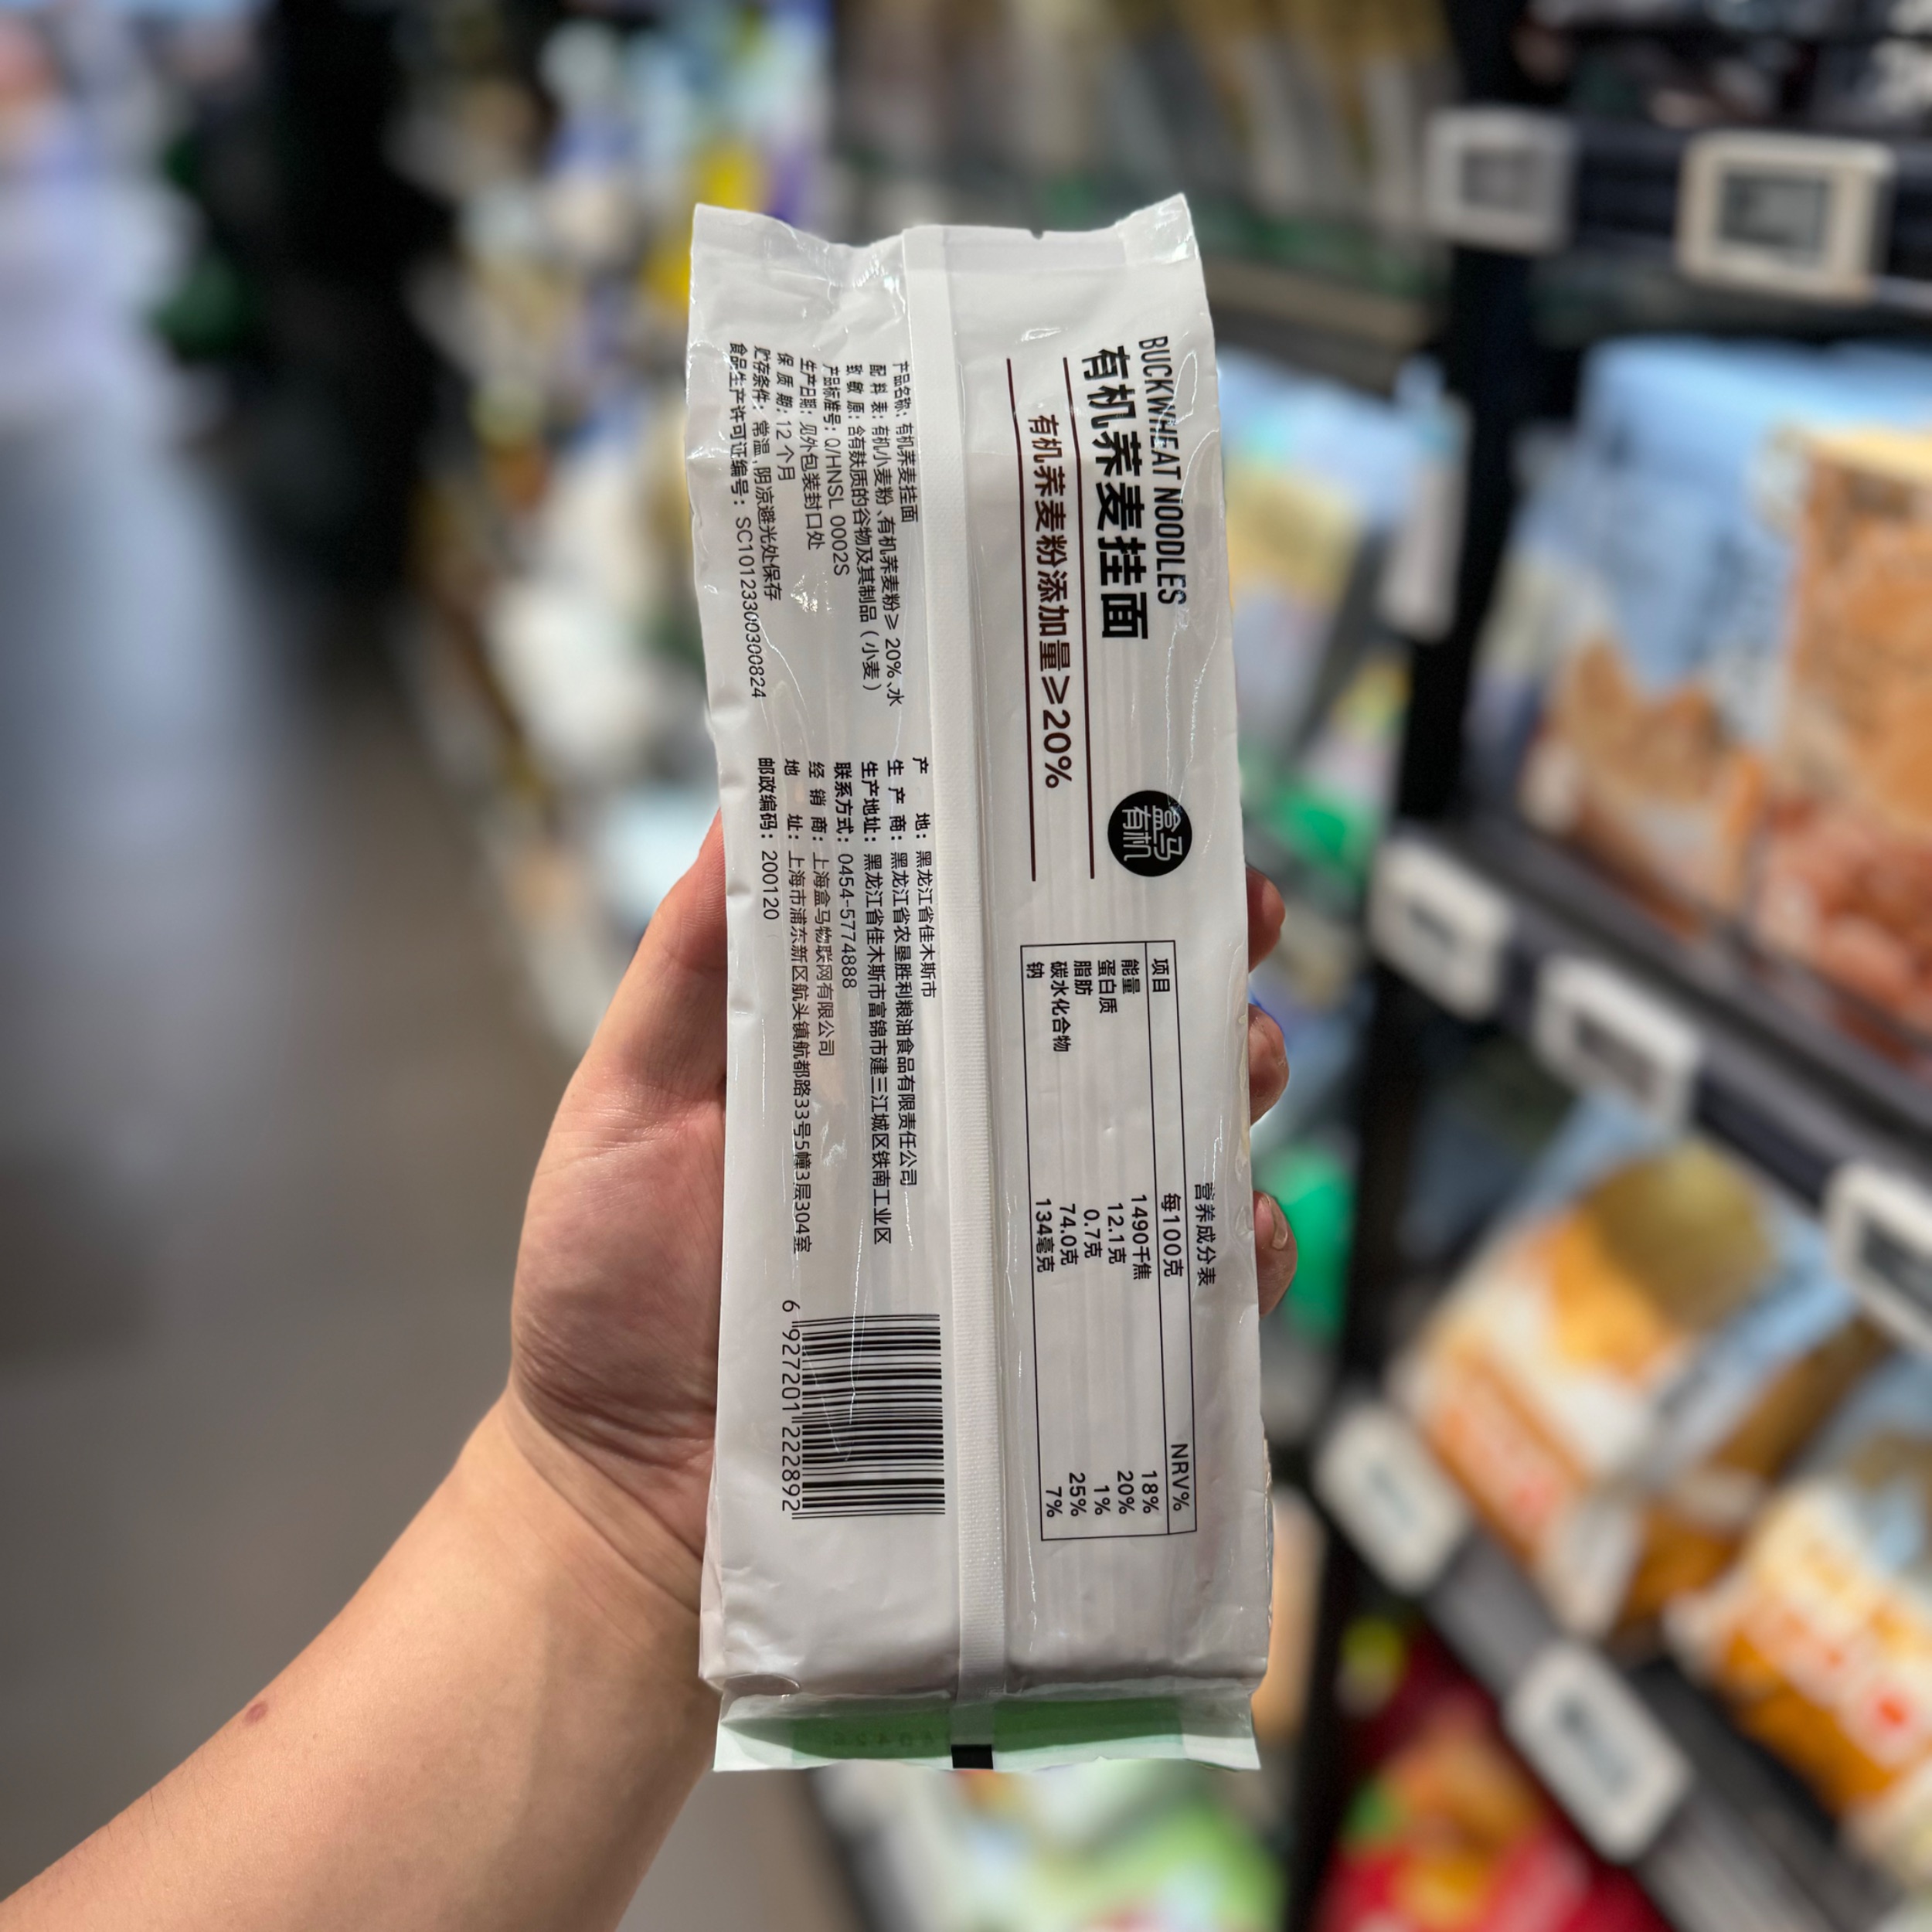 BUCKWHEAT NOODLES
有机荞麦挂面
盒马
有机
有机荞麦粉添加量≥20%
营养成分表
项目 每100克 NRV%
能量 1490千焦 18%
蛋白质 12.1克 20%
脂肪 0.7克 1%
碳水化合物 74.0克 25%
钠 134毫克 7%
产品名称：有机荞麦挂面
配料表：有机小麦粉、有机荞麦粉≥20%、水
致敏原：含有麸质的谷物及其制品（小麦）
产品标准号：Q/HNSL 0002S
生产日期：见外包装封口处
保质期：12个月
贮存条件：常温，阴凉避光处保存
食品生产许可证编号：SC10123300300824
产地：黑龙江省佳木斯市
生产商：黑龙江省农垦胜利粮油食品有限责任公司
生产地址：黑龙江省佳木斯市富锦市建三江城区铁南工业区
联系方式：0454-5774888
经销商：上海盒马物联网有限公司
地址：上海市浦东新区航头镇航都路33号5幢3层304室
邮政编码：200120
6 927201 222892